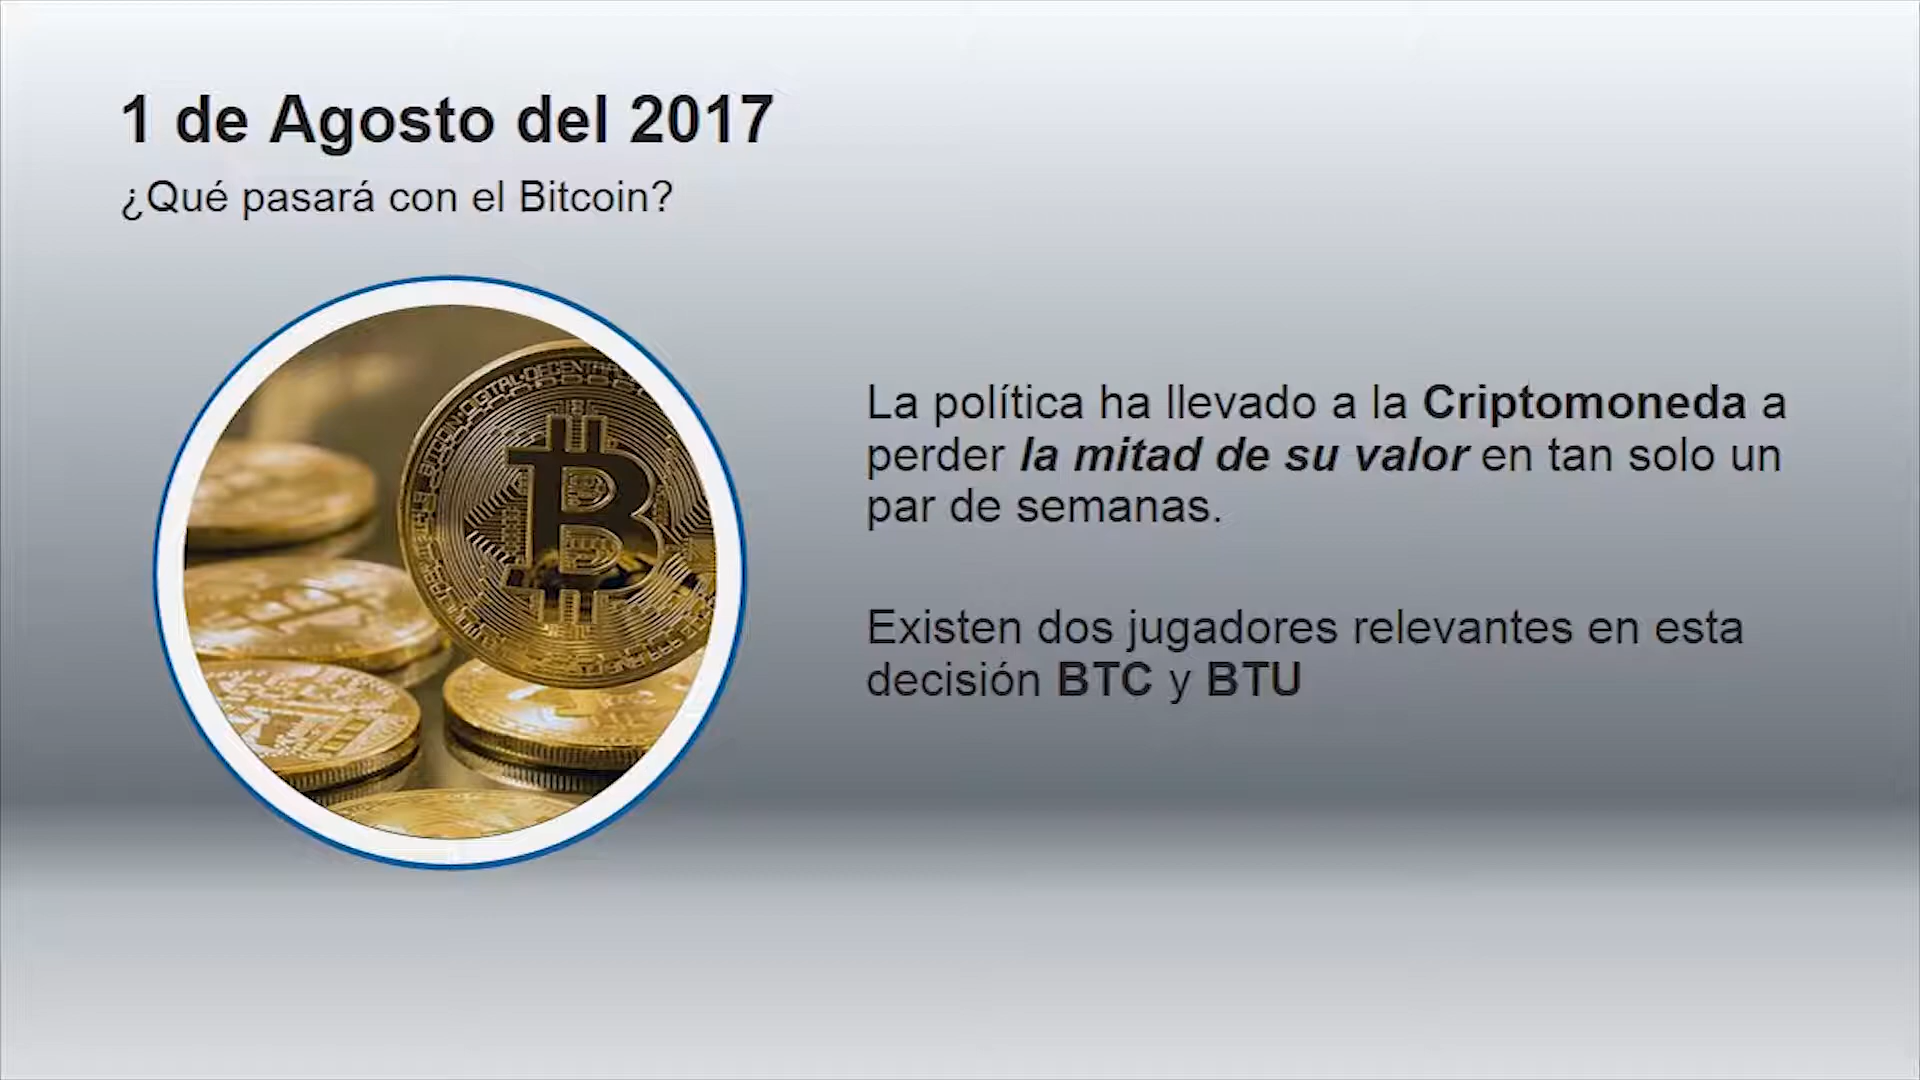 1 de Agosto del 2017
¿Qué pasará con el Bitcoin?
La política ha llevado a la Criptomoneda a
perder la mitad de su valor en tan solo un
par de semanas.
Existen dos jugadores relevantes en esta
decisión BTC y BTU